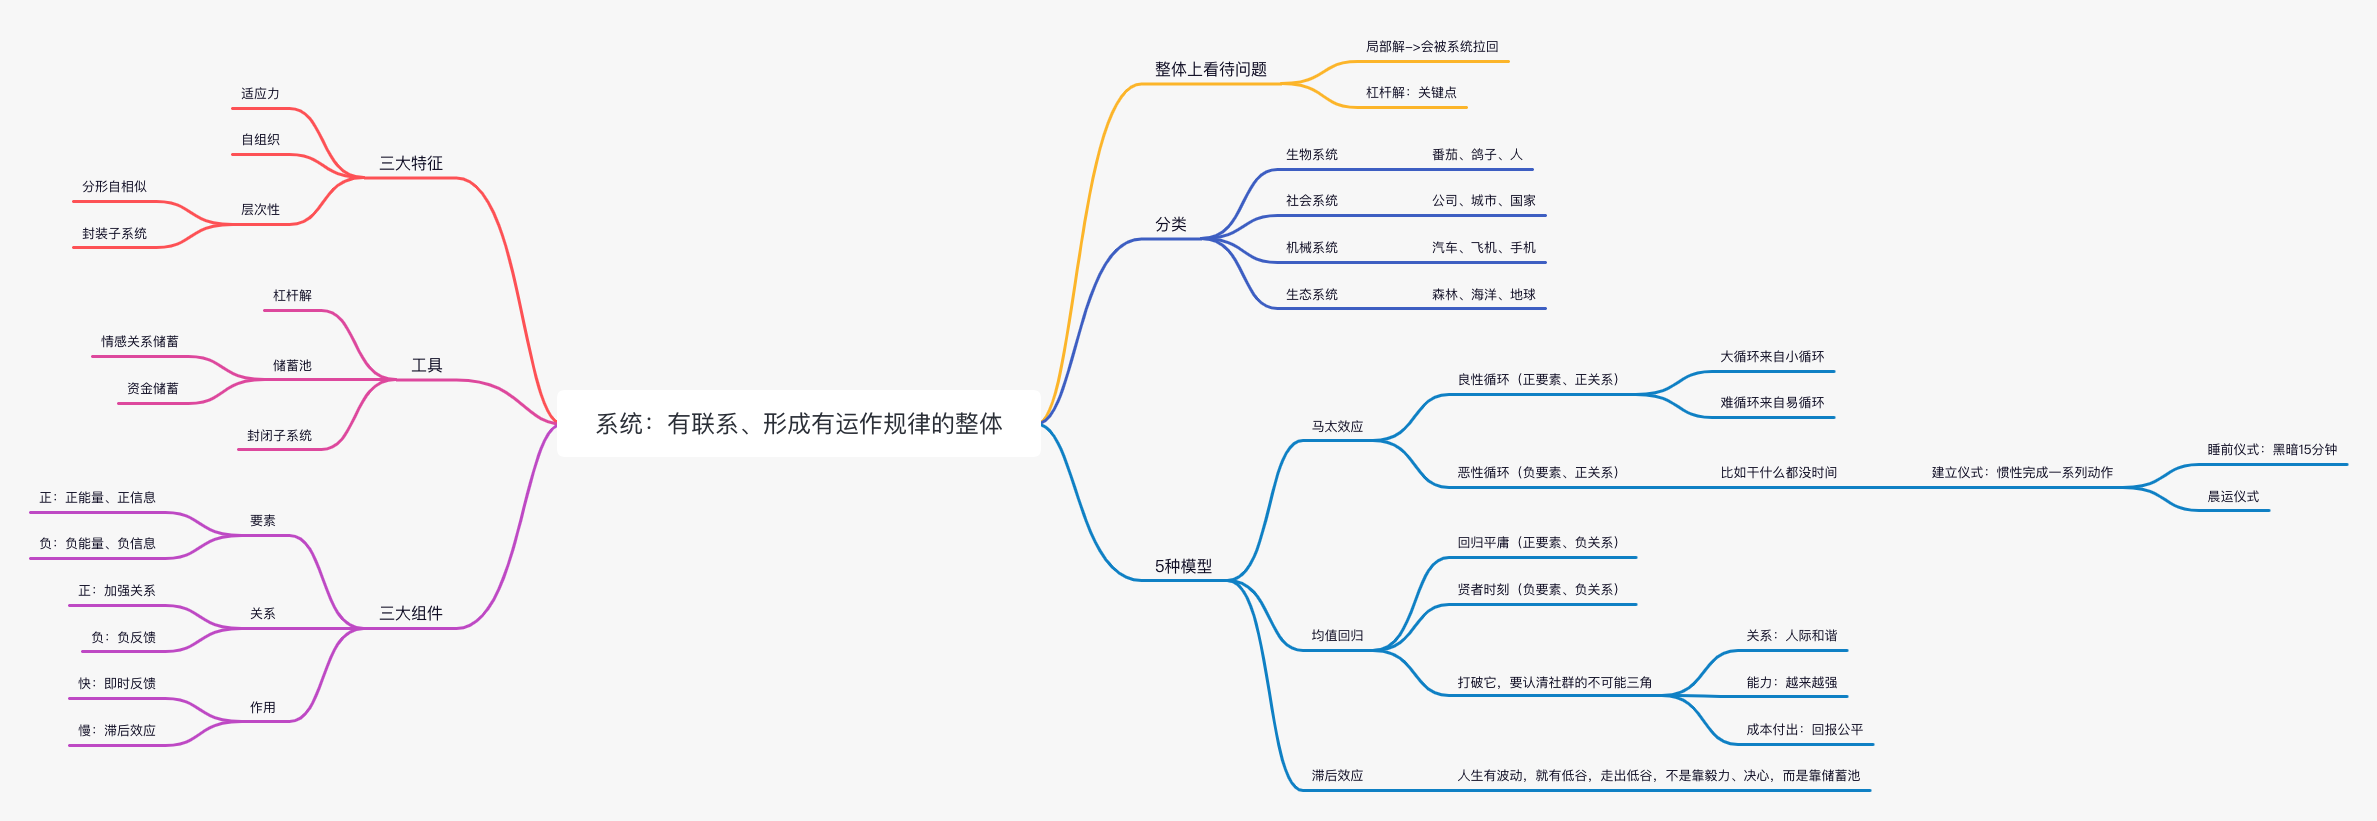 系统：有联系、形成有运作规律的整体
整体上看待问题
局部解->会被系统拉回
杠杆解：关键点
分类
生物系统
番茄、鸽子、人
社会系统
公司、城市、国家
机械系统
汽车、飞机、手机
生态系统
森林、海洋、地球
5种模型
马太效应
良性循环（正要素、正关系）
大循环来自小循环
难循环来自易循环
恶性循环（负要素、正关系）
比如干什么都没时间
建立仪式：惯性完成一系列动作
睡前仪式：黑暗15分钟
晨运仪式
均值回归
回归平庸（正要素、负关系）
贤者时刻（负要素、负关系）
打破它，要认清社群的不可能三角
关系：人际和谐
能力：越来越强
成本付出：回报公平
滞后效应
人生有波动，就有低谷，走出低谷，不是靠毅力、决心，而是靠储蓄池
三大特征
适应力
自组织
层次性
分形自相似
封装子系统
工具
杠杆解
储蓄池
情感关系储蓄
资金储蓄
封闭子系统
三大组件
要素
正：正能量、正信息
负：负能量、负信息
关系
正：加强关系
负：负反馈
作用
快：即时反馈
慢：滞后效应